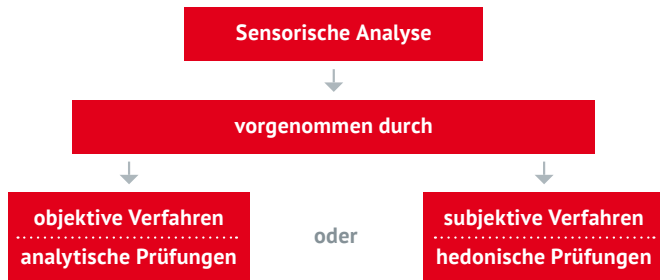 Sensorische Analyse
vorgenommen durch
objektive Verfahren
analytische Prüfungen
oder
subjektive Verfahren
hedonische Prüfungen